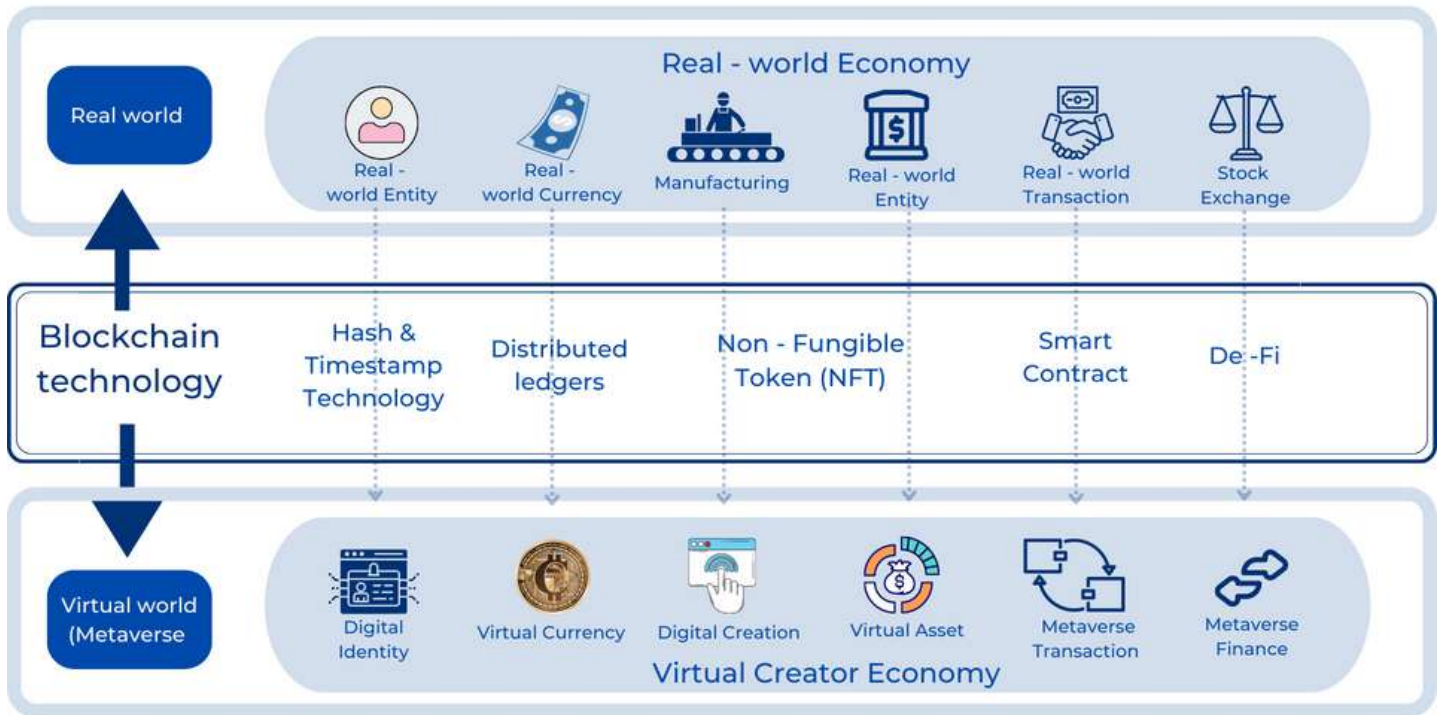 Real - world Economy
Real world
Real -
world Entity
Real -
world Currency
Manufacturing
Real - world
Entity
Real - world
Transaction
Stock
Exchange
Blockchain
technology
Hash &
Timestamp
Technology
Distributed
ledgers
Non - Fungible
Token (NFT)
Smart
Contract
De -Fi
Virtual world
(Metaverse
Digital
Identity
Virtual Currency
Digital Creation
Virtual Asset
Metaverse
Transaction
Metaverse
Finance
Virtual Creator Economy